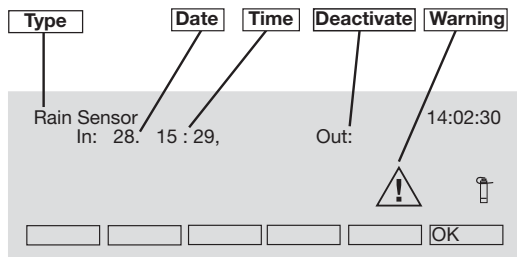 Type Date Time Deactivate Warning
Rain Sensor 14:02:30
In: 28. 15 : 29, Out:
!
OK